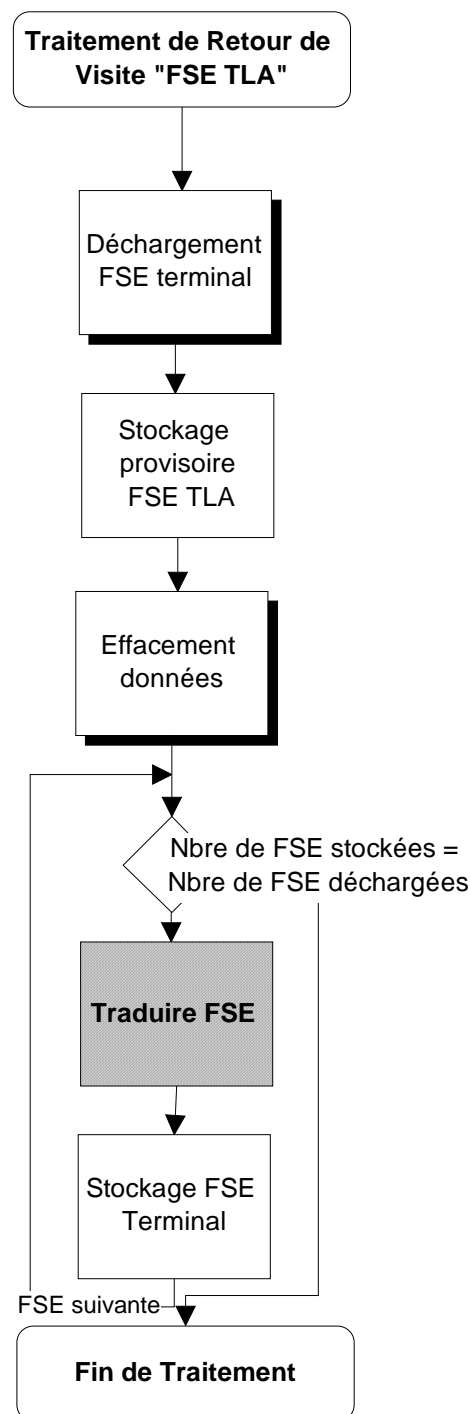 Traitement de Retour de
Visite "FSE TLA"
Déchargement
FSE terminal
Stockage
provisoire
FSE TLA
Effacement
données
Nbre de FSE stockées =
Nbre de FSE déchargées
Traduire FSE
Stockage FSE
Terminal
FSE suivante
Fin de Traitement